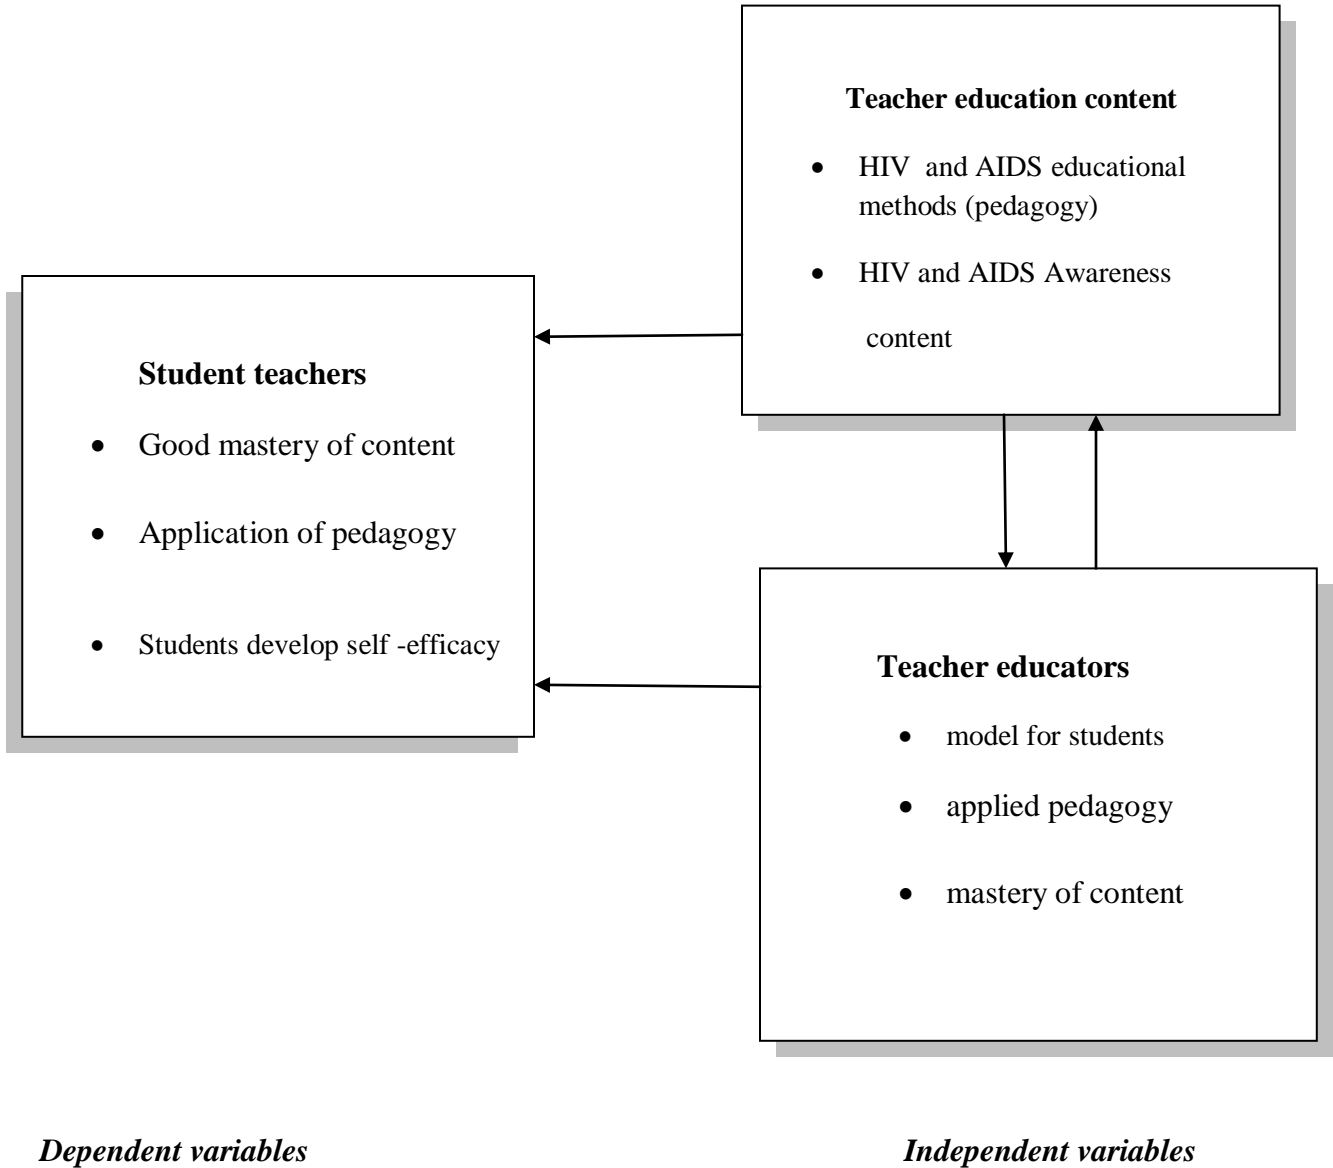 Teacher education content
• HIV and AIDS educational
methods (pedagogy)
• HIV and AIDS Awareness
content
Student teachers
• Good mastery of content
• Application of pedagogy
• Students develop self -efficacy
Teacher educators
• model for students
• applied pedagogy
• mastery of content
Dependent variables
Independent variables